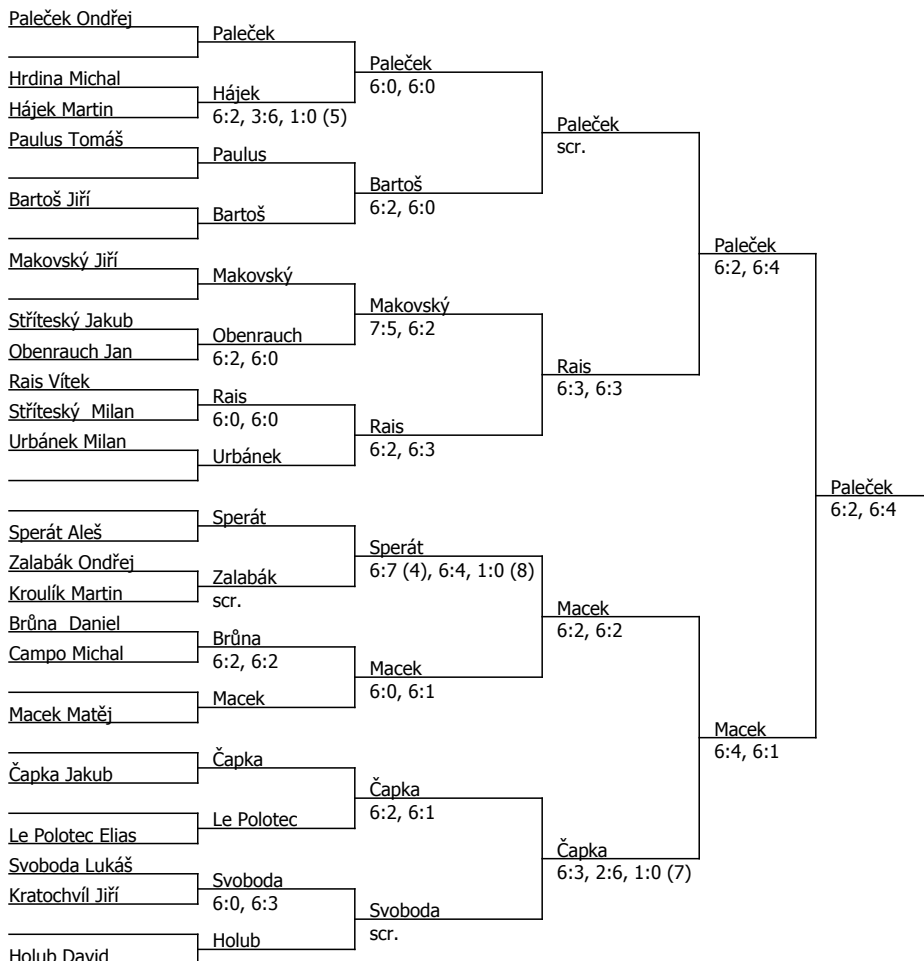 Paleček Ondřej
Paleček
Paleček
6:0, 6:0
Hrdina Michal
Hájek
6:2, 3:6, 1:0 (5)
Hájek Martin
Paleček
scr.
Paulus Tomáš
Paulus
Bartoš
6:2, 6:0
Bartoš Jiří
Bartoš
Paleček
6:2, 6:4
Makovský Jiří
Makovský
Makovský
7:5, 6:2
Stříteský Jakub
Obenrauch
6:2, 6:0
Obenrauch Jan
Rais
6:3, 6:3
Rais Vítek
Rais
6:0, 6:0
Stříteský  Milan
Rais
6:2, 6:3
Urbánek Milan
Urbánek
Paleček
6:2, 6:4
Sperát
Sperát Aleš
Sperát
6:7 (4), 6:4, 1:0 (8)
Zalabák Ondřej
Zalabák
scr.
Kroulík Martin
Macek
6:2, 6:2
Brůna  Daniel
Brůna
6:2, 6:2
Campo Michal
Macek
6:0, 6:1
Macek
Macek Matěj
Macek
6:4, 6:1
Čapka
Čapka Jakub
Čapka
6:2, 6:1
Le Polotec
Le Polotec Elias
Čapka
6:3, 2:6, 1:0 (7)
Svoboda Lukáš
Svoboda
6:0, 6:3
Kratochvíl Jiří
Svoboda
scr.
Holub
Holub David